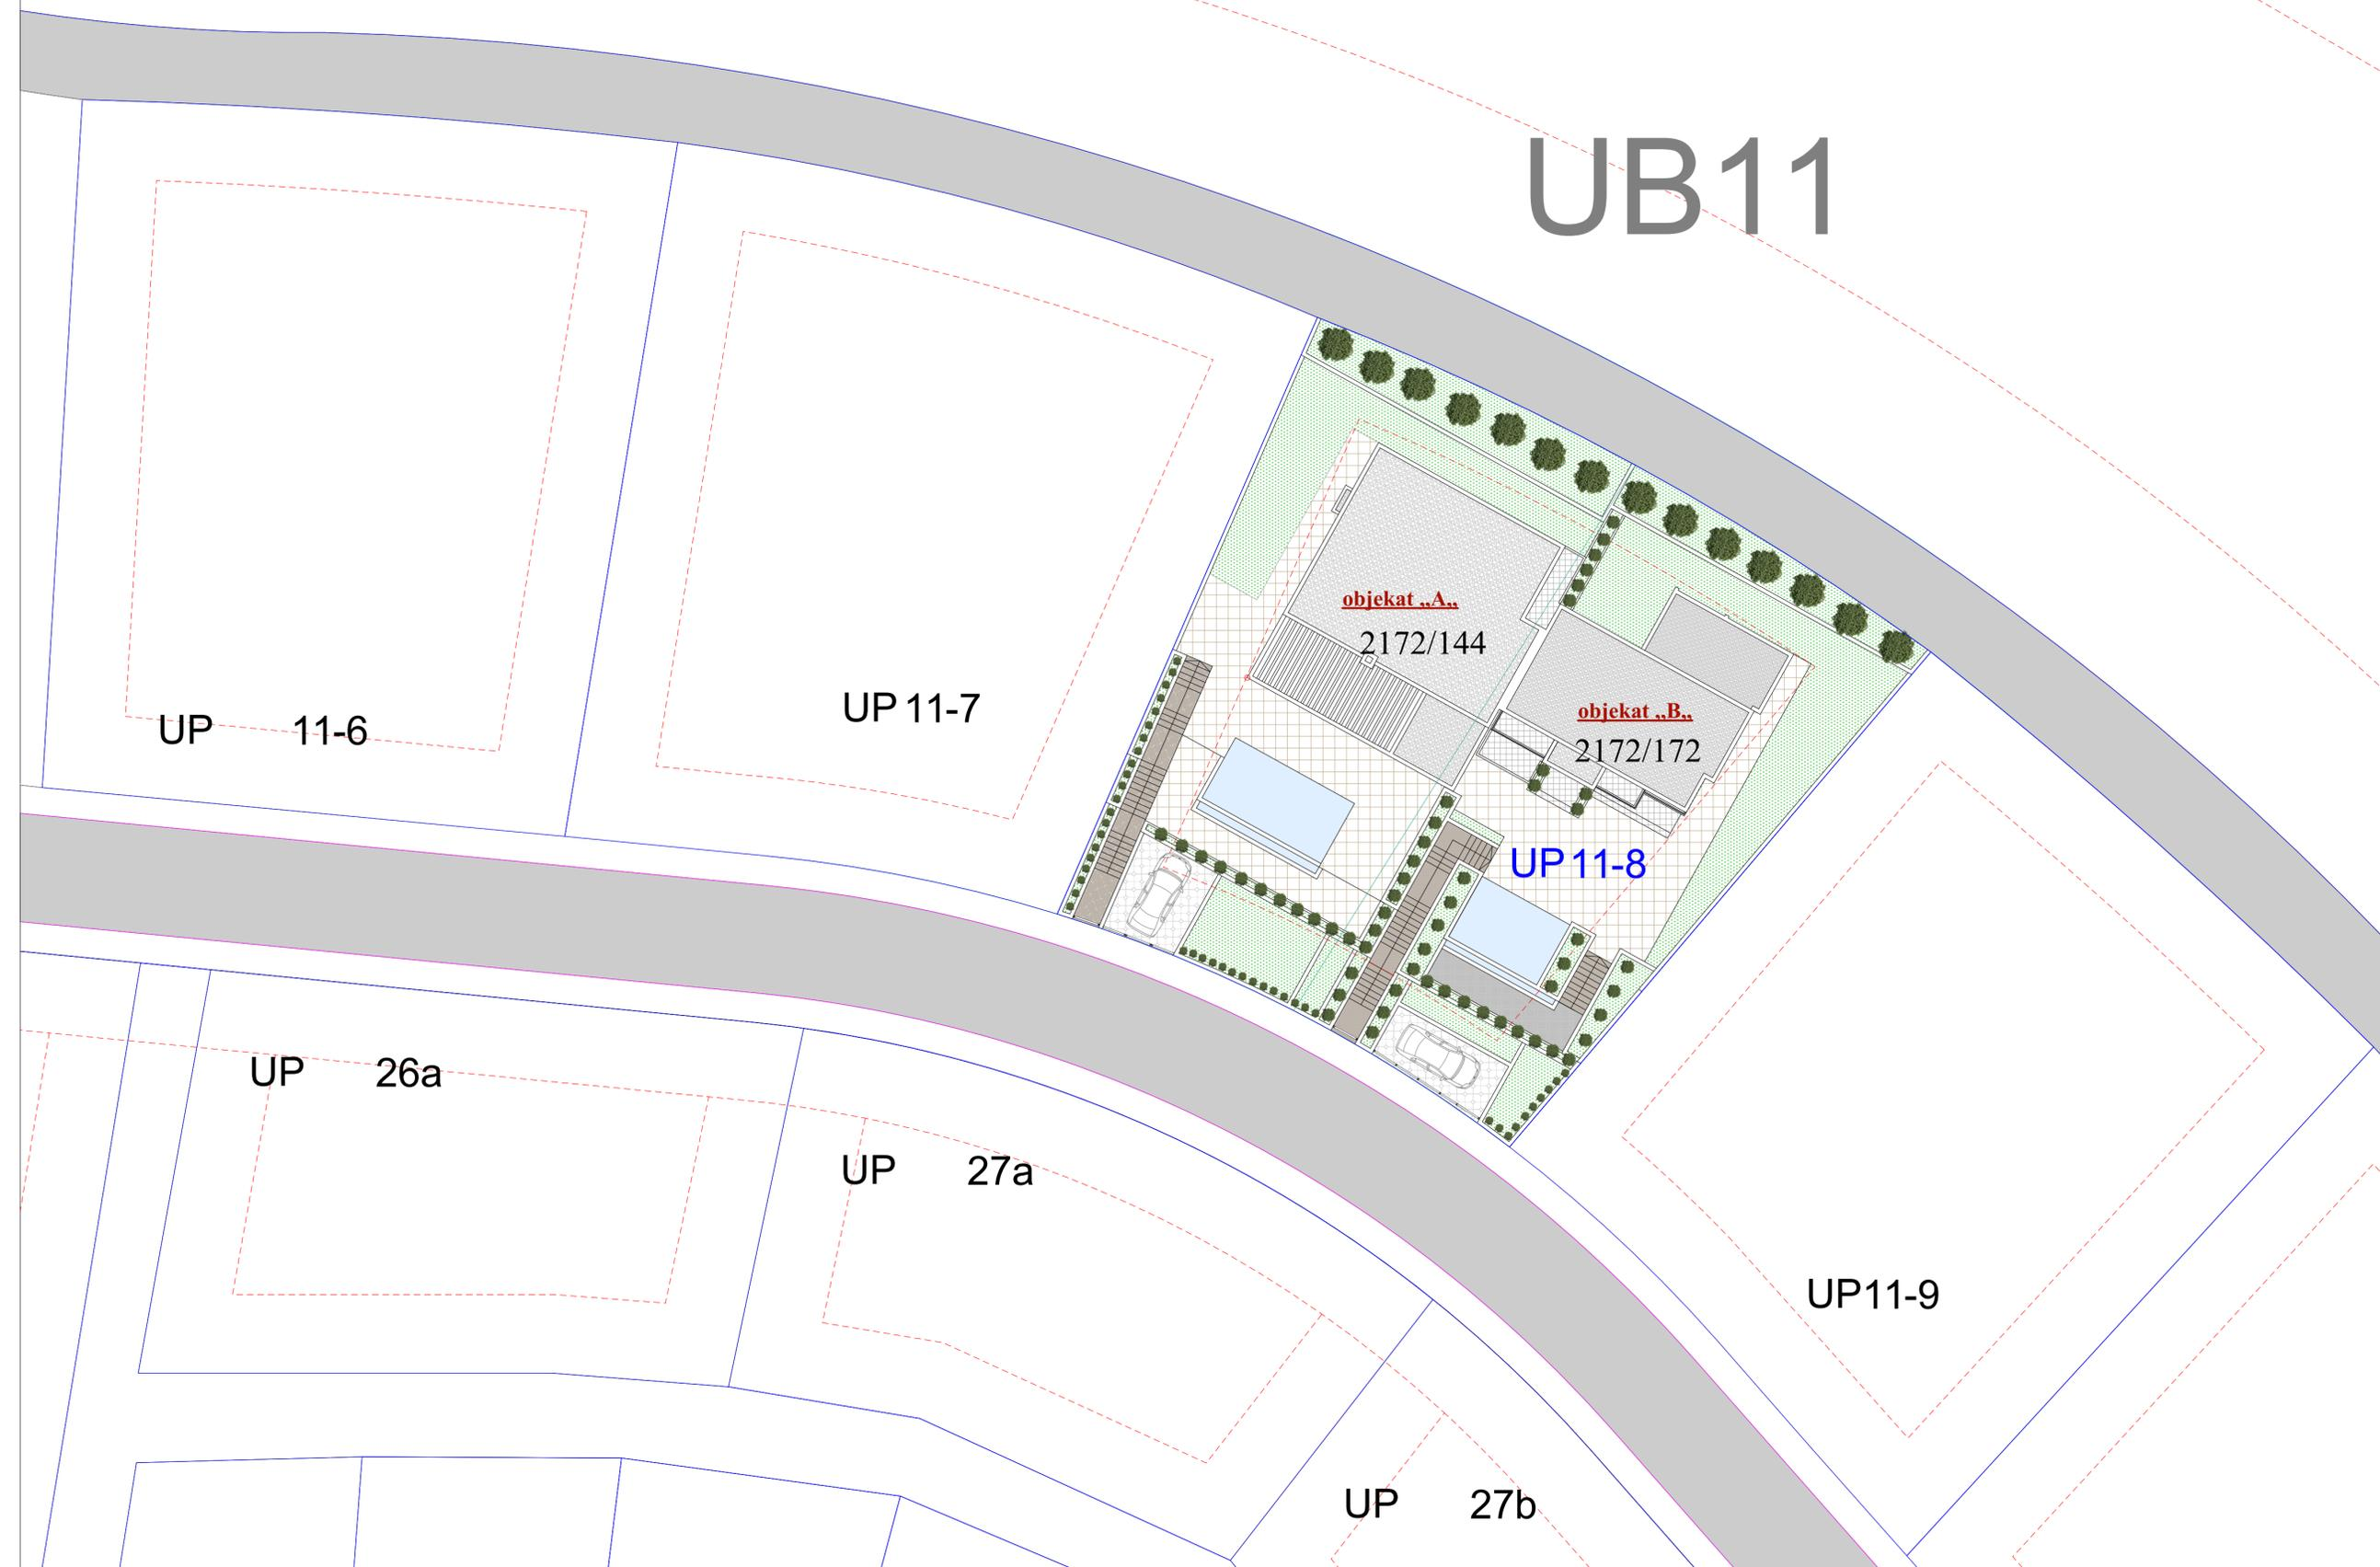 UB11
objekat „A„
2172/144
objekat „B„
2172/172
UP 11-6
UP 11-7
UP 11-8
UP 26a
UP 27a
UP11-9
UP 27b